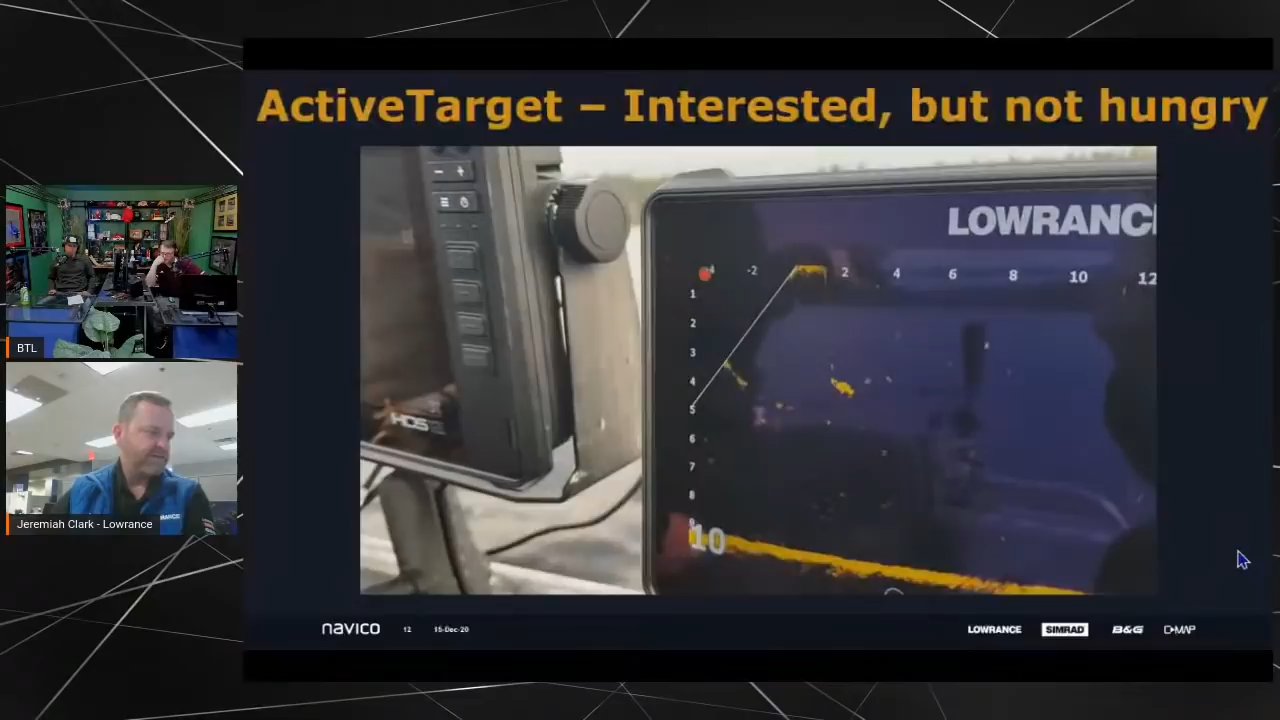 ActiveTarget – Interested, but not hungry
LOWRANC
-2 2 4 6 8 10 12
1
2
3
4
5
6
7
8
10
HDS
BTL
Jeremiah Clark - Lowrance
navico 12 15-Dec-20 LOWRANCE SIMRAD B&G C-MAP